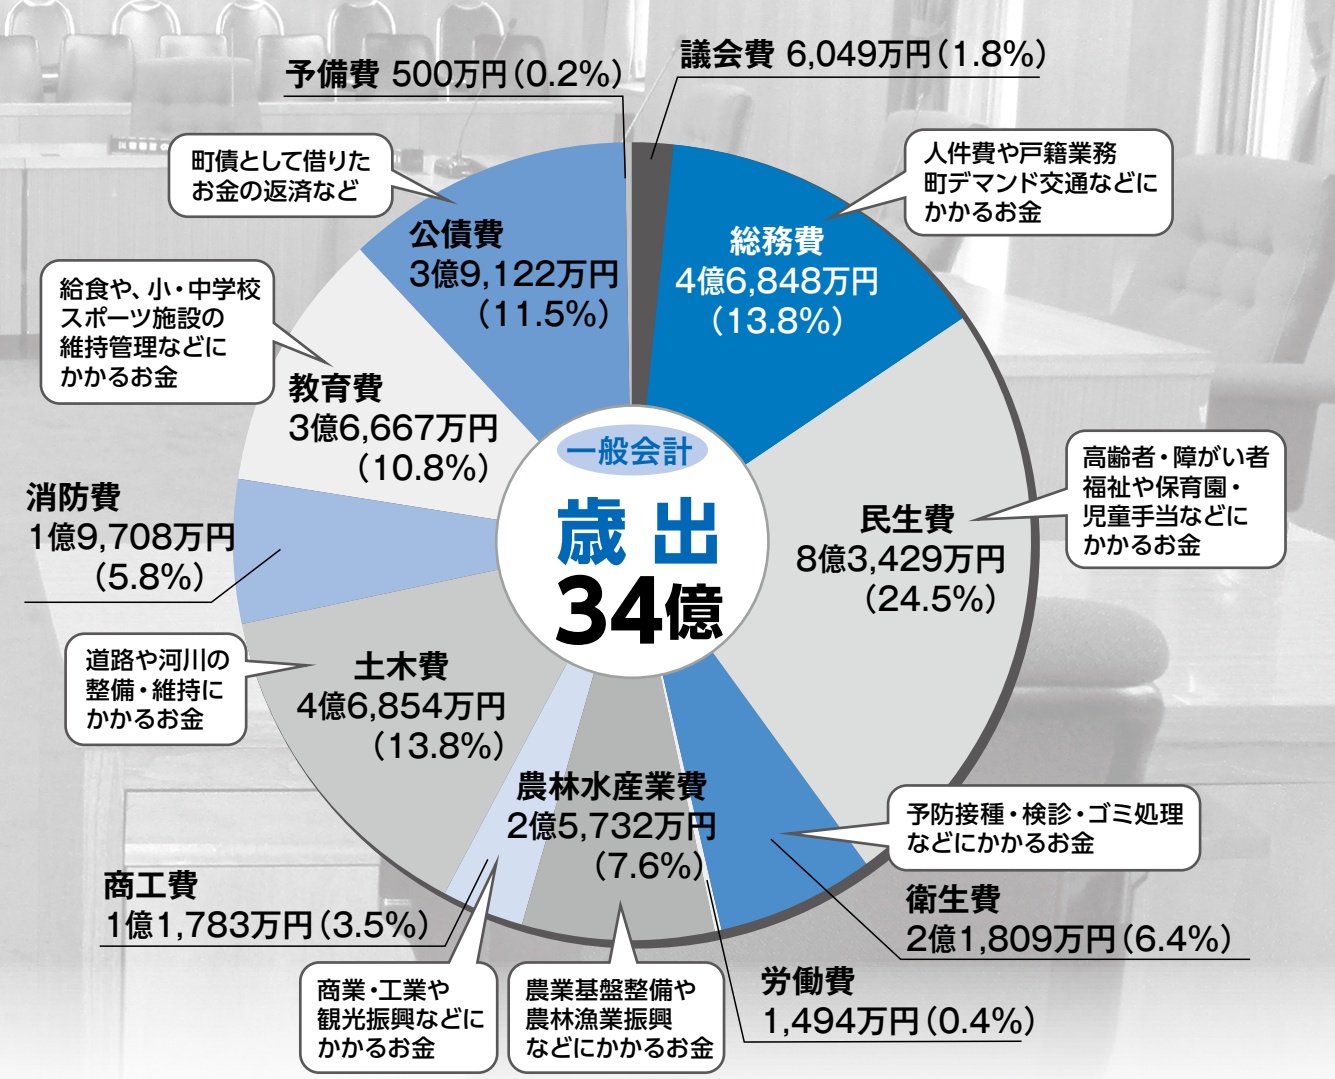 議会費 6,049万円(1.8%)
人件費や戸籍業務
町デマンド交通などに
かかるお金
総務費
4億6,848万円
(13.8%)
高齢者・障がい者
福祉や保育園・
児童手当などに
かかるお金
民生費
8億3,429万円
(24.5%)
予防接種・検診・ゴミ処理
などにかかるお金
衛生費
2億1,809万円(6.4%)
労働費
1,494万円(0.4%)
農林水産業費
2億5,732万円
(7.6%)
農業基盤整備や
農林漁業振興
などにかかるお金
商工費
1億1,783万円(3.5%)
商業・工業や
観光振興などに
かかるお金
土木費
4億6,854万円
(13.8%)
道路や河川の
整備・維持に
かかるお金
消防費
1億9,708万円
(5.8%)
教育費
3億6,667万円
(10.8%)
給食や、小・中学校
スポーツ施設の
維持管理などに
かかるお金
公債費
3億9,122万円
(11.5%)
町債として借りた
お金の返済など
予備費 500万円(0.2%)
一般会計
歳出
34億